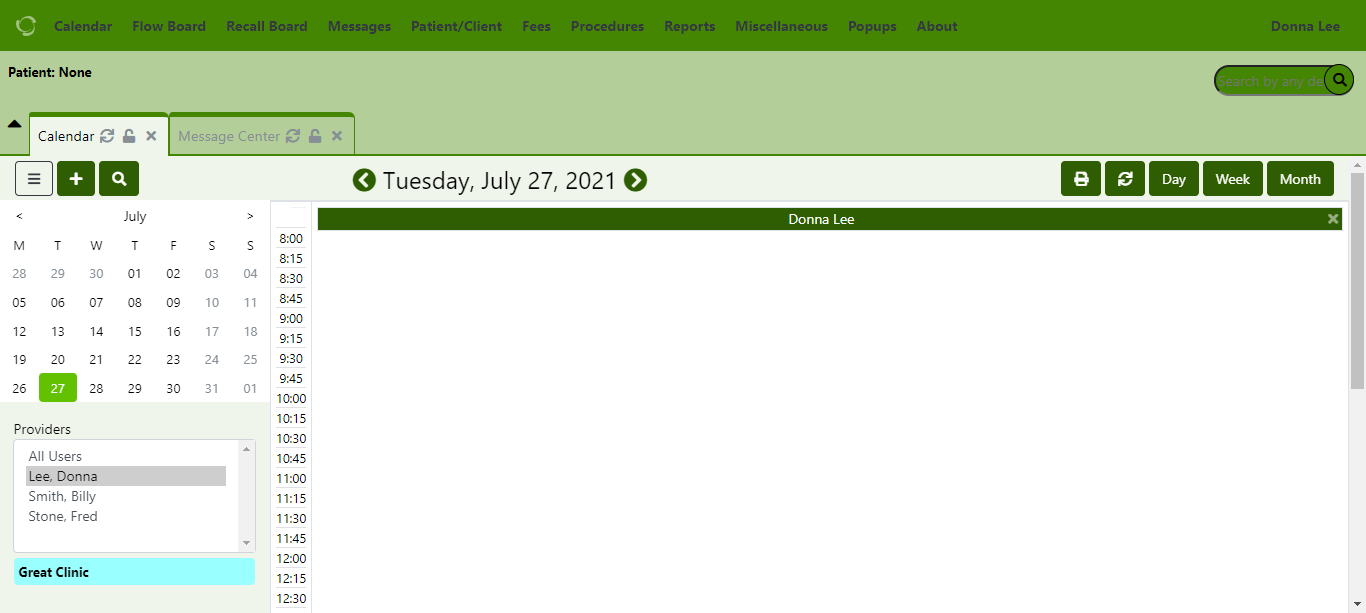 Calendar Flow Board Recall Board Messages Patient/Client Fees Procedures Reports Miscellaneous Popups About Donna Lee
Patient: None
Search by any de
Calendar Message Center
Tuesday, July 27, 2021
Day Week Month
< July >
M T W T F S S
28 29 30 01 02 03 04
05 06 07 08 09 10 11
12 13 14 15 16 17 18
19 20 21 22 23 24 25
26 27 28 29 30 31 01
Providers
All Users
Lee, Donna
Smith, Billy
Stone, Fred
Great Clinic
Donna Lee
8:00
8:15
8:30
8:45
9:00
9:15
9:30
9:45
10:00
10:15
10:30
10:45
11:00
11:15
11:30
11:45
12:00
12:15
12:30